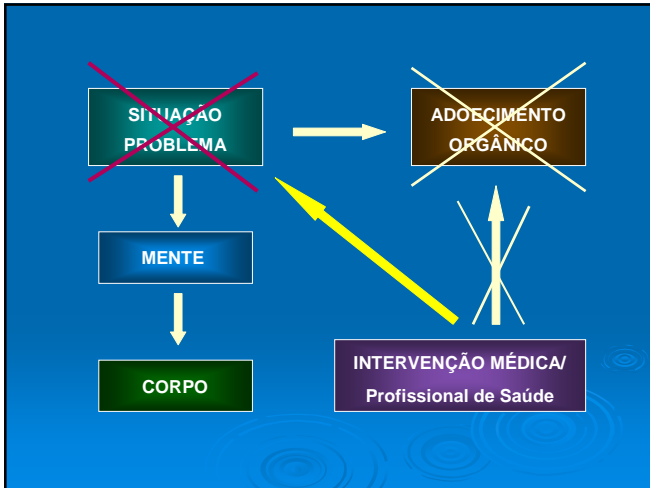 SITUAÇÃO
PROBLEMA
ADOECIMENTO
ORGÂNICO
MENTE
CORPO
INTERVENÇÃO MÉDICA/
Profissional de Saúde